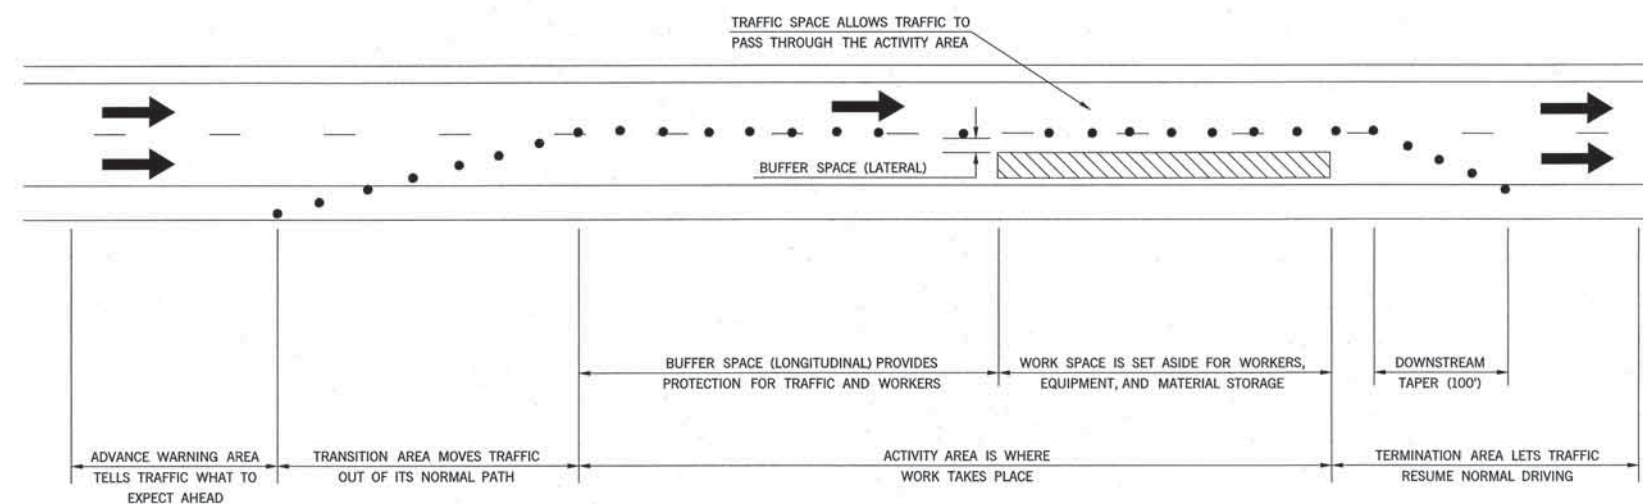 TRAFFIC SPACE ALLOWS TRAFFIC TO
PASS THROUGH THE ACTIVITY AREA
BUFFER SPACE (LATERAL)
BUFFER SPACE (LONGITUDINAL) PROVIDES
PROTECTION FOR TRAFFIC AND WORKERS
WORK SPACE IS SET ASIDE FOR WORKERS,
EQUIPMENT, AND MATERIAL STORAGE
DOWNSTREAM
TAPER (100')
ADVANCE WARNING AREA
TELLS TRAFFIC WHAT TO
EXPECT AHEAD
TRANSITION AREA MOVES TRAFFIC
OUT OF ITS NORMAL PATH
ACTIVITY AREA IS WHERE
WORK TAKES PLACE
TERMINATION AREA LETS TRAFFIC
RESUME NORMAL DRIVING